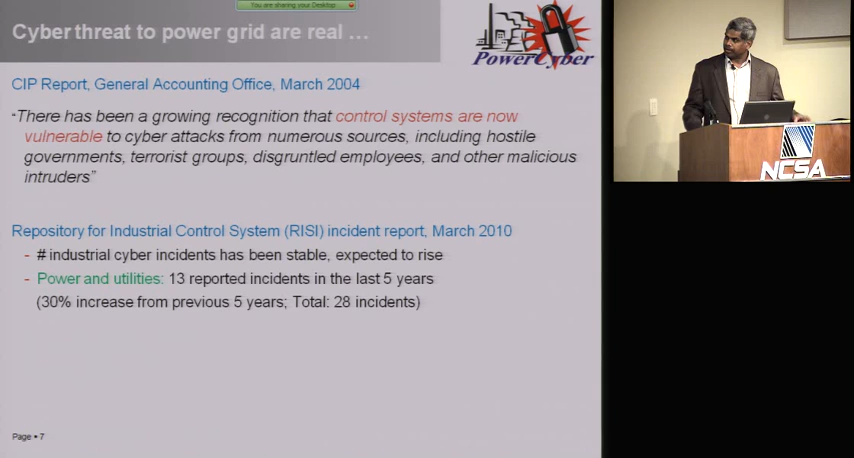 You are sharing your Desktop
Cyber threat to power grid are real …
PowerCyber
CIP Report, General Accounting Office, March 2004
“There has been a growing recognition that control systems are now
vulnerable to cyber attacks from numerous sources, including hostile
governments, terrorist groups, disgruntled employees, and other malicious
intruders”
NCSA
Repository for Industrial Control System (RISI) incident report, March 2010
- # industrial cyber incidents has been stable, expected to rise
- Power and utilities: 13 reported incidents in the last 5 years
(30% increase from previous 5 years; Total: 28 incidents)
Page • 7